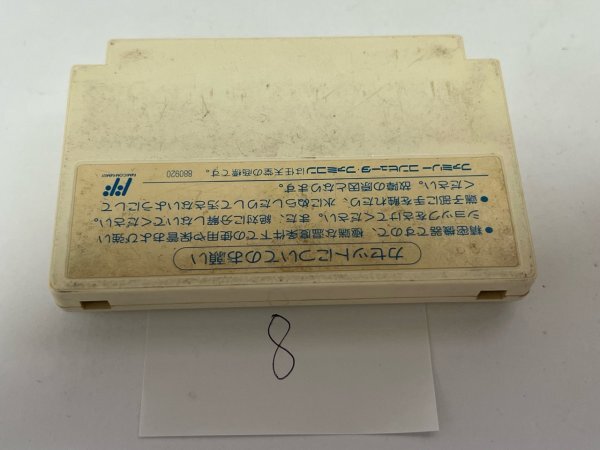 カセットについてのお願い
●精密機器ですので、極端な温度条件下での使用や保管および強い
ショックをさけてください。また、絶対に分解しないでください。
●端子部に手を触れたり、水にぬらしたりして汚さないようにして
ください。故障の原因となります。
ファミリーコンピュータ・ファミコンは任天堂の商標です。 880920
FAMICOM FAMILY
8